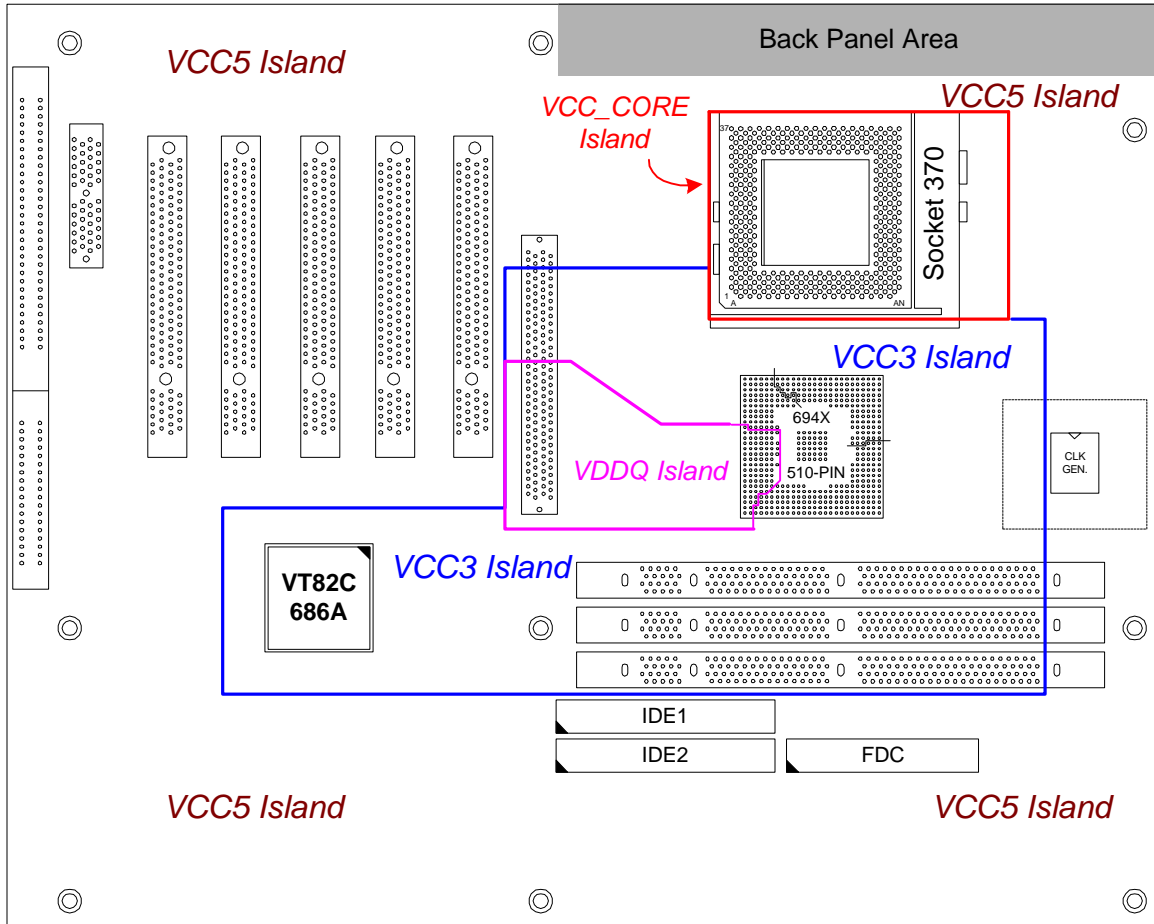 Back Panel Area
VCC5 Island
VCC5 Island
VCC_CORE
Island
37
Socket 370
1
A
AN
VCC3 Island
694X
510-PIN
CLK
GEN.
VDDQ Island
VCC3 Island
VT82C
686A
IDE1
IDE2
FDC
VCC5 Island
VCC5 Island